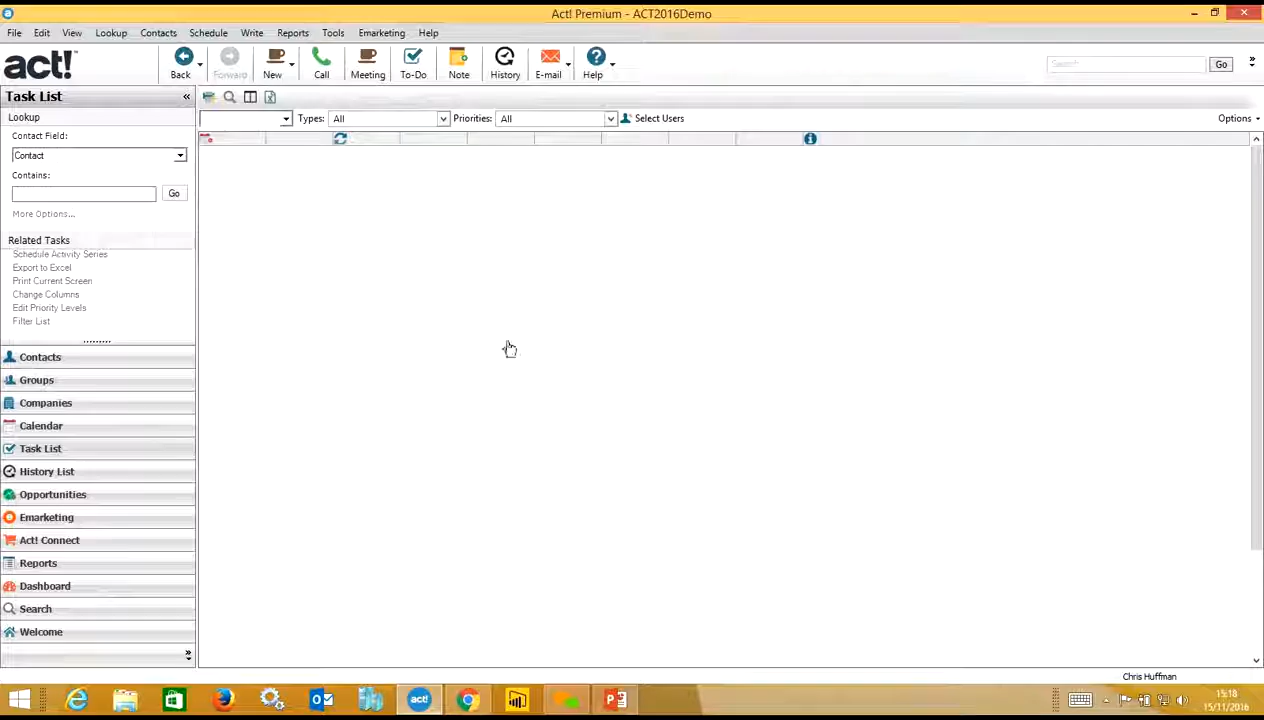 Act! Premium - ACT2016Demo
File Edit View Lookup Contacts Schedule Write Reports Tools Emarketing Help
act!
Back Forward New Call Meeting To-Do Note History E-mail Help
Search
Go
Task List «
Types: All Priorities: All Select Users Options
Lookup
Contact Field:
Contact
Contains:
Go
More Options...
Related Tasks
Schedule Activity Series
Export to Excel
Print Current Screen
Change Columns
Edit Priority Levels
Filter List
Contacts
Groups
Companies
Calendar
Task List
History List
Opportunities
Emarketing
Act! Connect
Reports
Dashboard
Search
Welcome
Chris Huffman
act!
15:18
15/11/2016